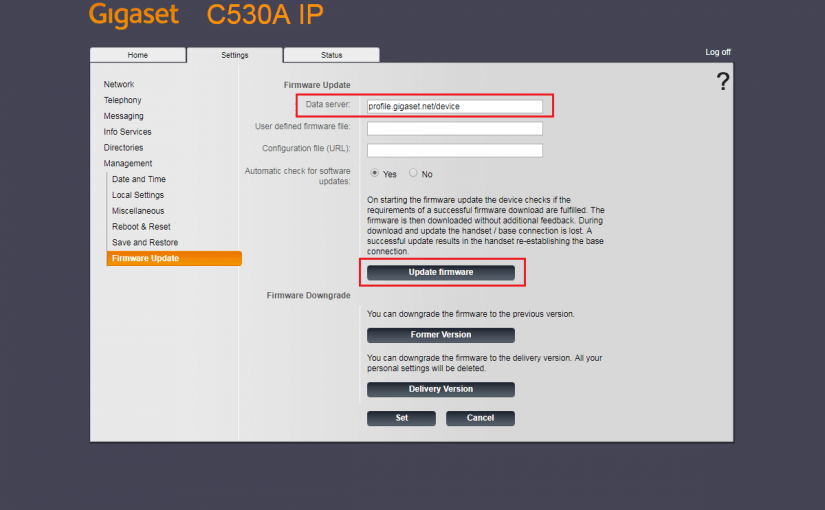 Gigaset C530A IP
Home Settings Status Log off
?
Network
Telephony
Messaging
Info Services
Directories
Management
Date and Time
Local Settings
Miscellaneous
Reboot & Reset
Save and Restore
Firmware Update
Firmware Update
Data server: profile.gigaset.net/device
User defined firmware file:
Configuration file (URL):
Automatic check for software
updates:
Yes No
On starting the firmware update the device checks if the
requirements of a successful firmware download are fulfilled. The
firmware is then downloaded without additional feedback. During
download and update the handset / base connection is lost. A
successful update results in the handset re-establishing the base
connection.
Update firmware
Firmware Downgrade
You can downgrade the firmware to the previous version.
Former Version
You can downgrade the firmware to the delivery version. All your
personal settings will be deleted.
Delivery Version
Set Cancel